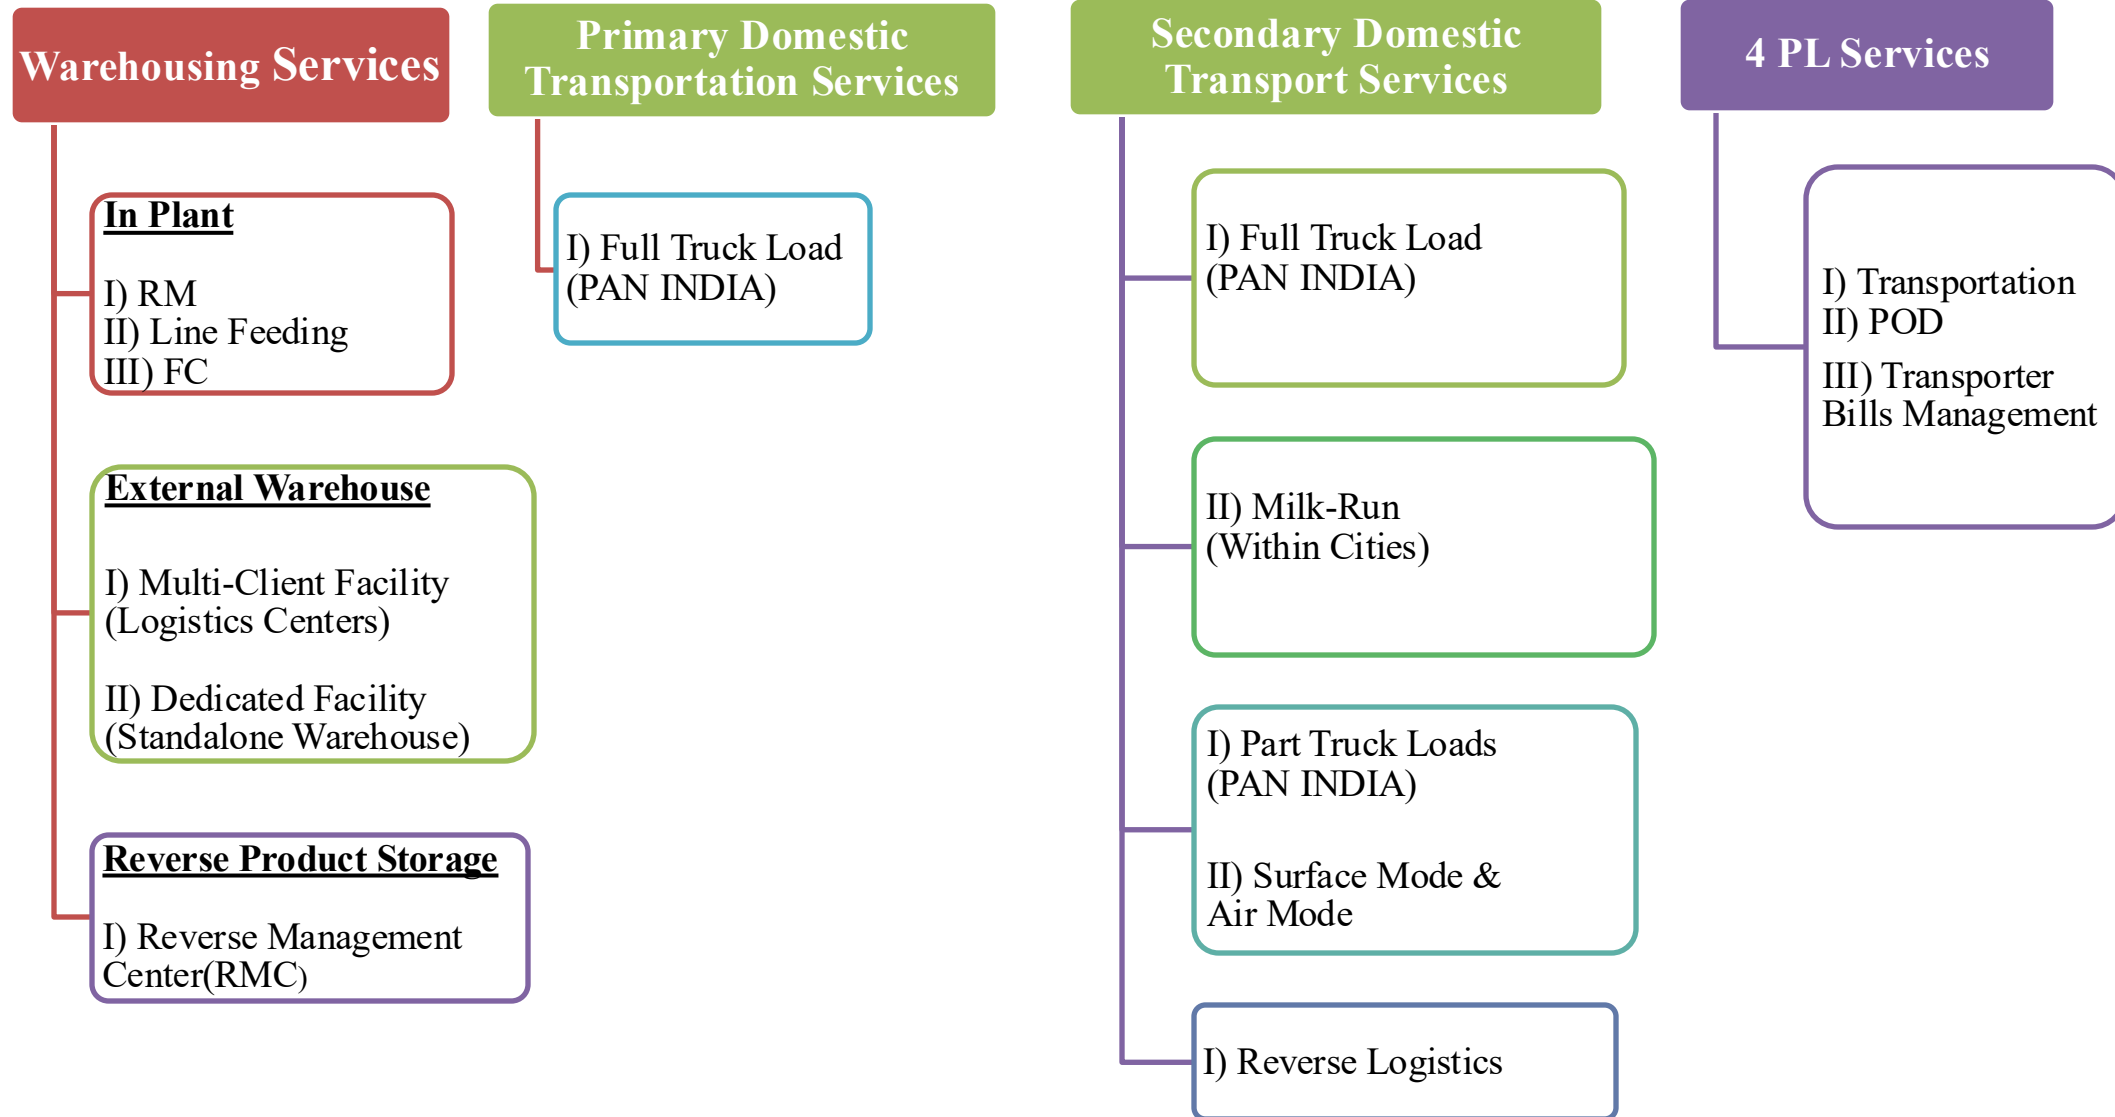 Warehousing Services
In Plant
I) RM
II) Line Feeding
III) FC
External Warehouse
I) Multi-Client Facility
(Logistics Centers)
II) Dedicated Facility
(Standalone Warehouse)
Reverse Product Storage
I) Reverse Management
Center(RMC)
Primary Domestic
Transportation Services
I) Full Truck Load
(PAN INDIA)
Secondary Domestic
Transport Services
I) Full Truck Load
(PAN INDIA)
II) Milk-Run
(Within Cities)
I) Part Truck Loads
(PAN INDIA)
II) Surface Mode &
Air Mode
I) Reverse Logistics
4 PL Services
I) Transportation
II) POD
III) Transporter
Bills Management